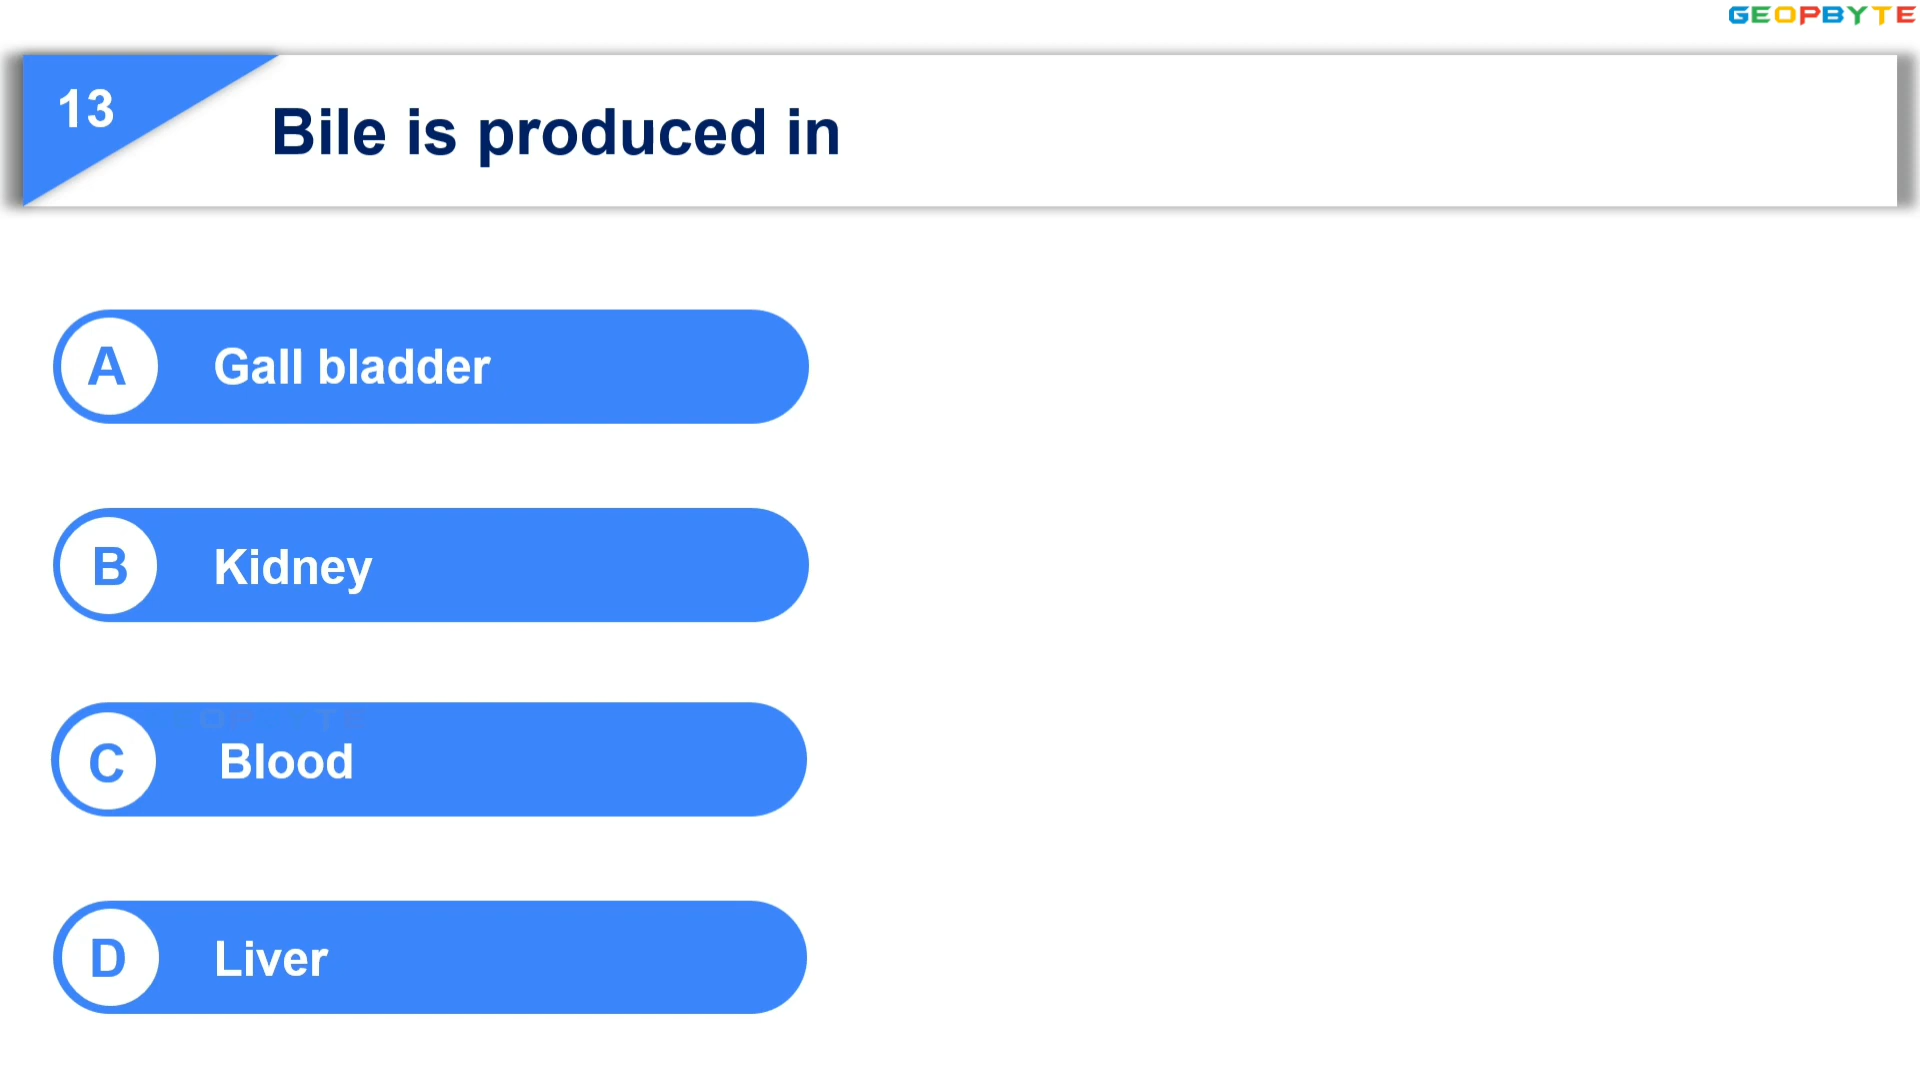 GEOPBYTE
13
Bile is produced in
A Gall bladder
B Kidney
C Blood
D Liver